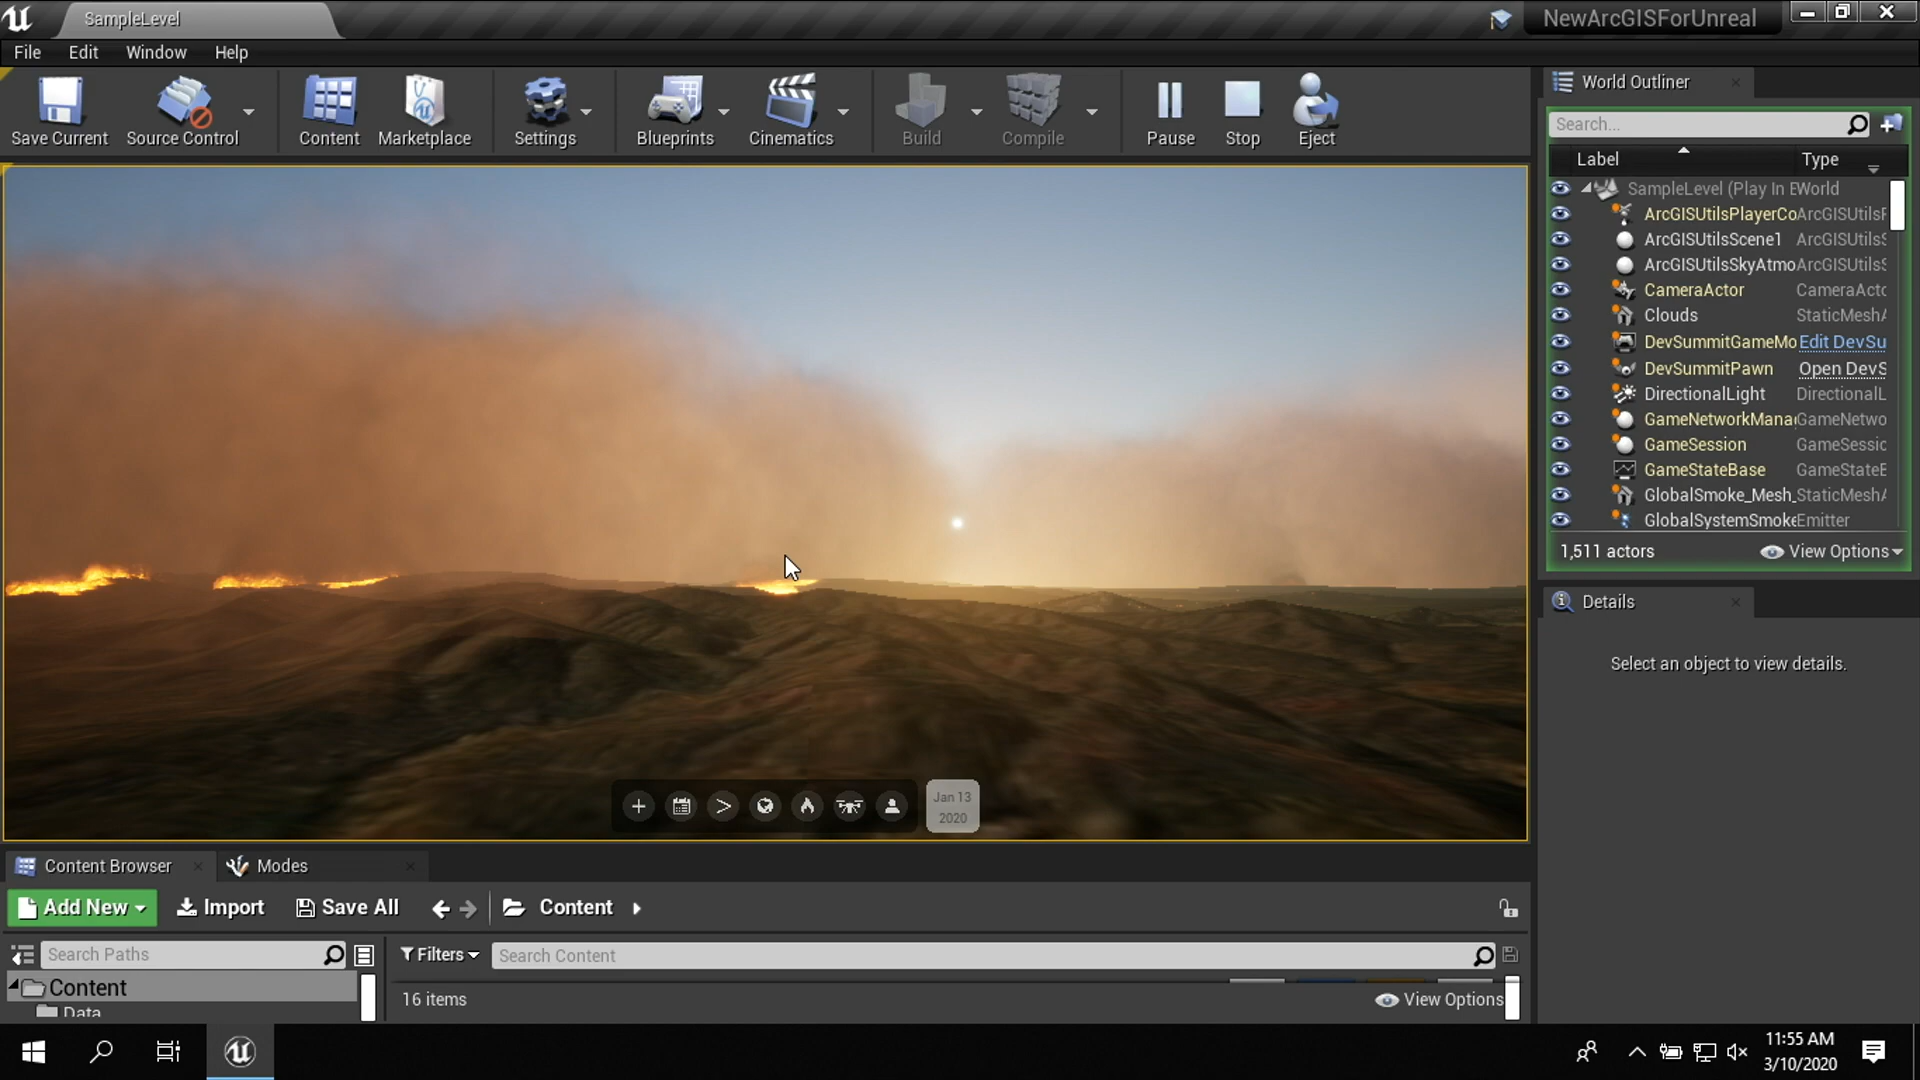 SampleLevel
NewArcGISForUnreal
File Edit Window Help
Save Current
Source Control
Content
Marketplace
Settings
Blueprints
Cinematics
Build
Compile
Pause
Stop
Eject
World Outliner
Search...
Label Type
SampleLevel (Play In E World
ArcGISUtilsPlayerCo ArcGISUtilsF
ArcGISUtilsScene1 ArcGISUtilsS
ArcGISUtilsSkyAtmo ArcGISUtilsS
CameraActor CameraActo
Clouds StaticMeshA
DevSummitGameMo Edit DevSu
DevSummitPawn Open DevS
DirectionalLight DirectionalL
GameNetworkMana GameNetwo
GameSession GameSessio
GameStateBase GameStateB
GlobalSmoke_Mesh_ StaticMeshA
GlobalSystemSmoke Emitter
1,511 actors View Options
Details
Select an object to view details.
Jan 13
2020
Content Browser Modes
Add New Import Save All Content
Search Paths
Filters Search Content
Content
Data
16 items View Options
11:55 AM
3/10/2020